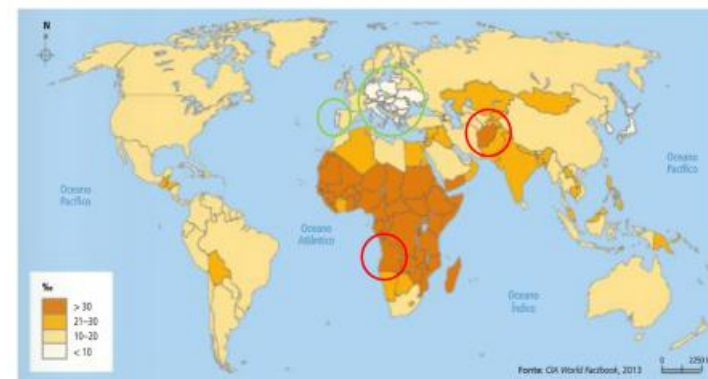 N
Oceano
Pacífico
Oceano
Atlântico
Oceano
Índico
Oceano
Pacífico
‰
> 30
21–30
10–20
< 10
Fonte: CIA World Factbook, 2013
0